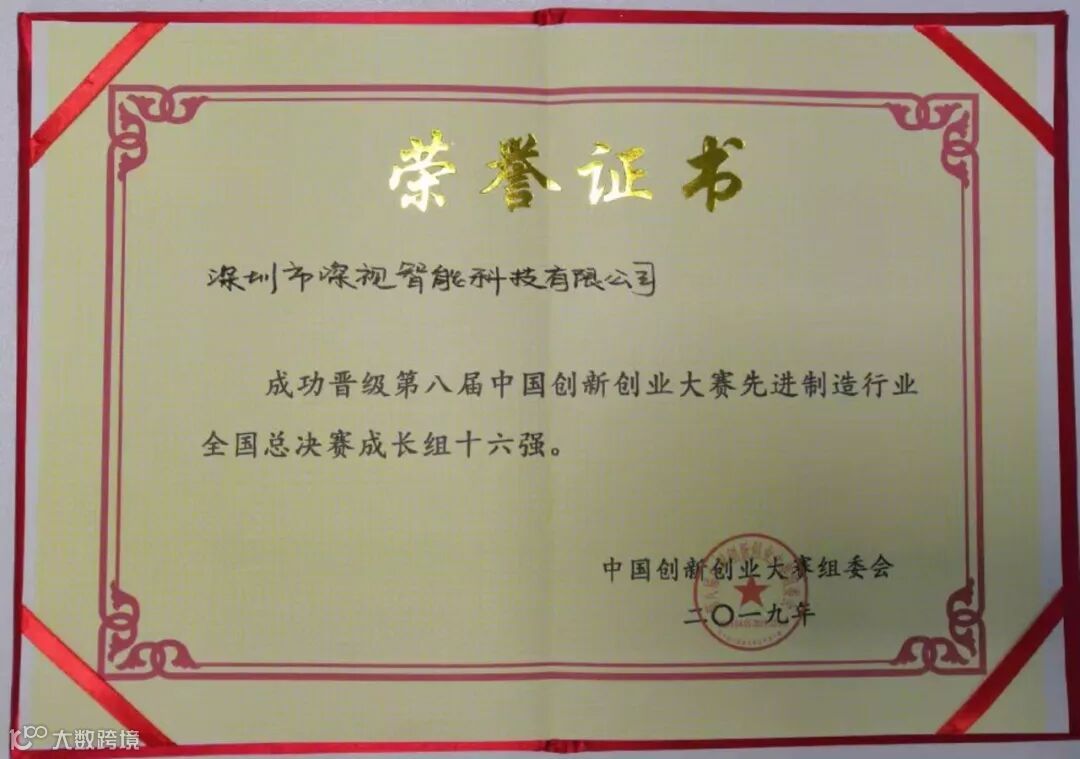 荣誉证书
深圳市深视智能科技有限公司
成功晋级第八届中国创新创业大赛先进制造行业
全国总决赛成长组十六强。
中国创新创业大赛组委会
二〇一九年
大数跨境